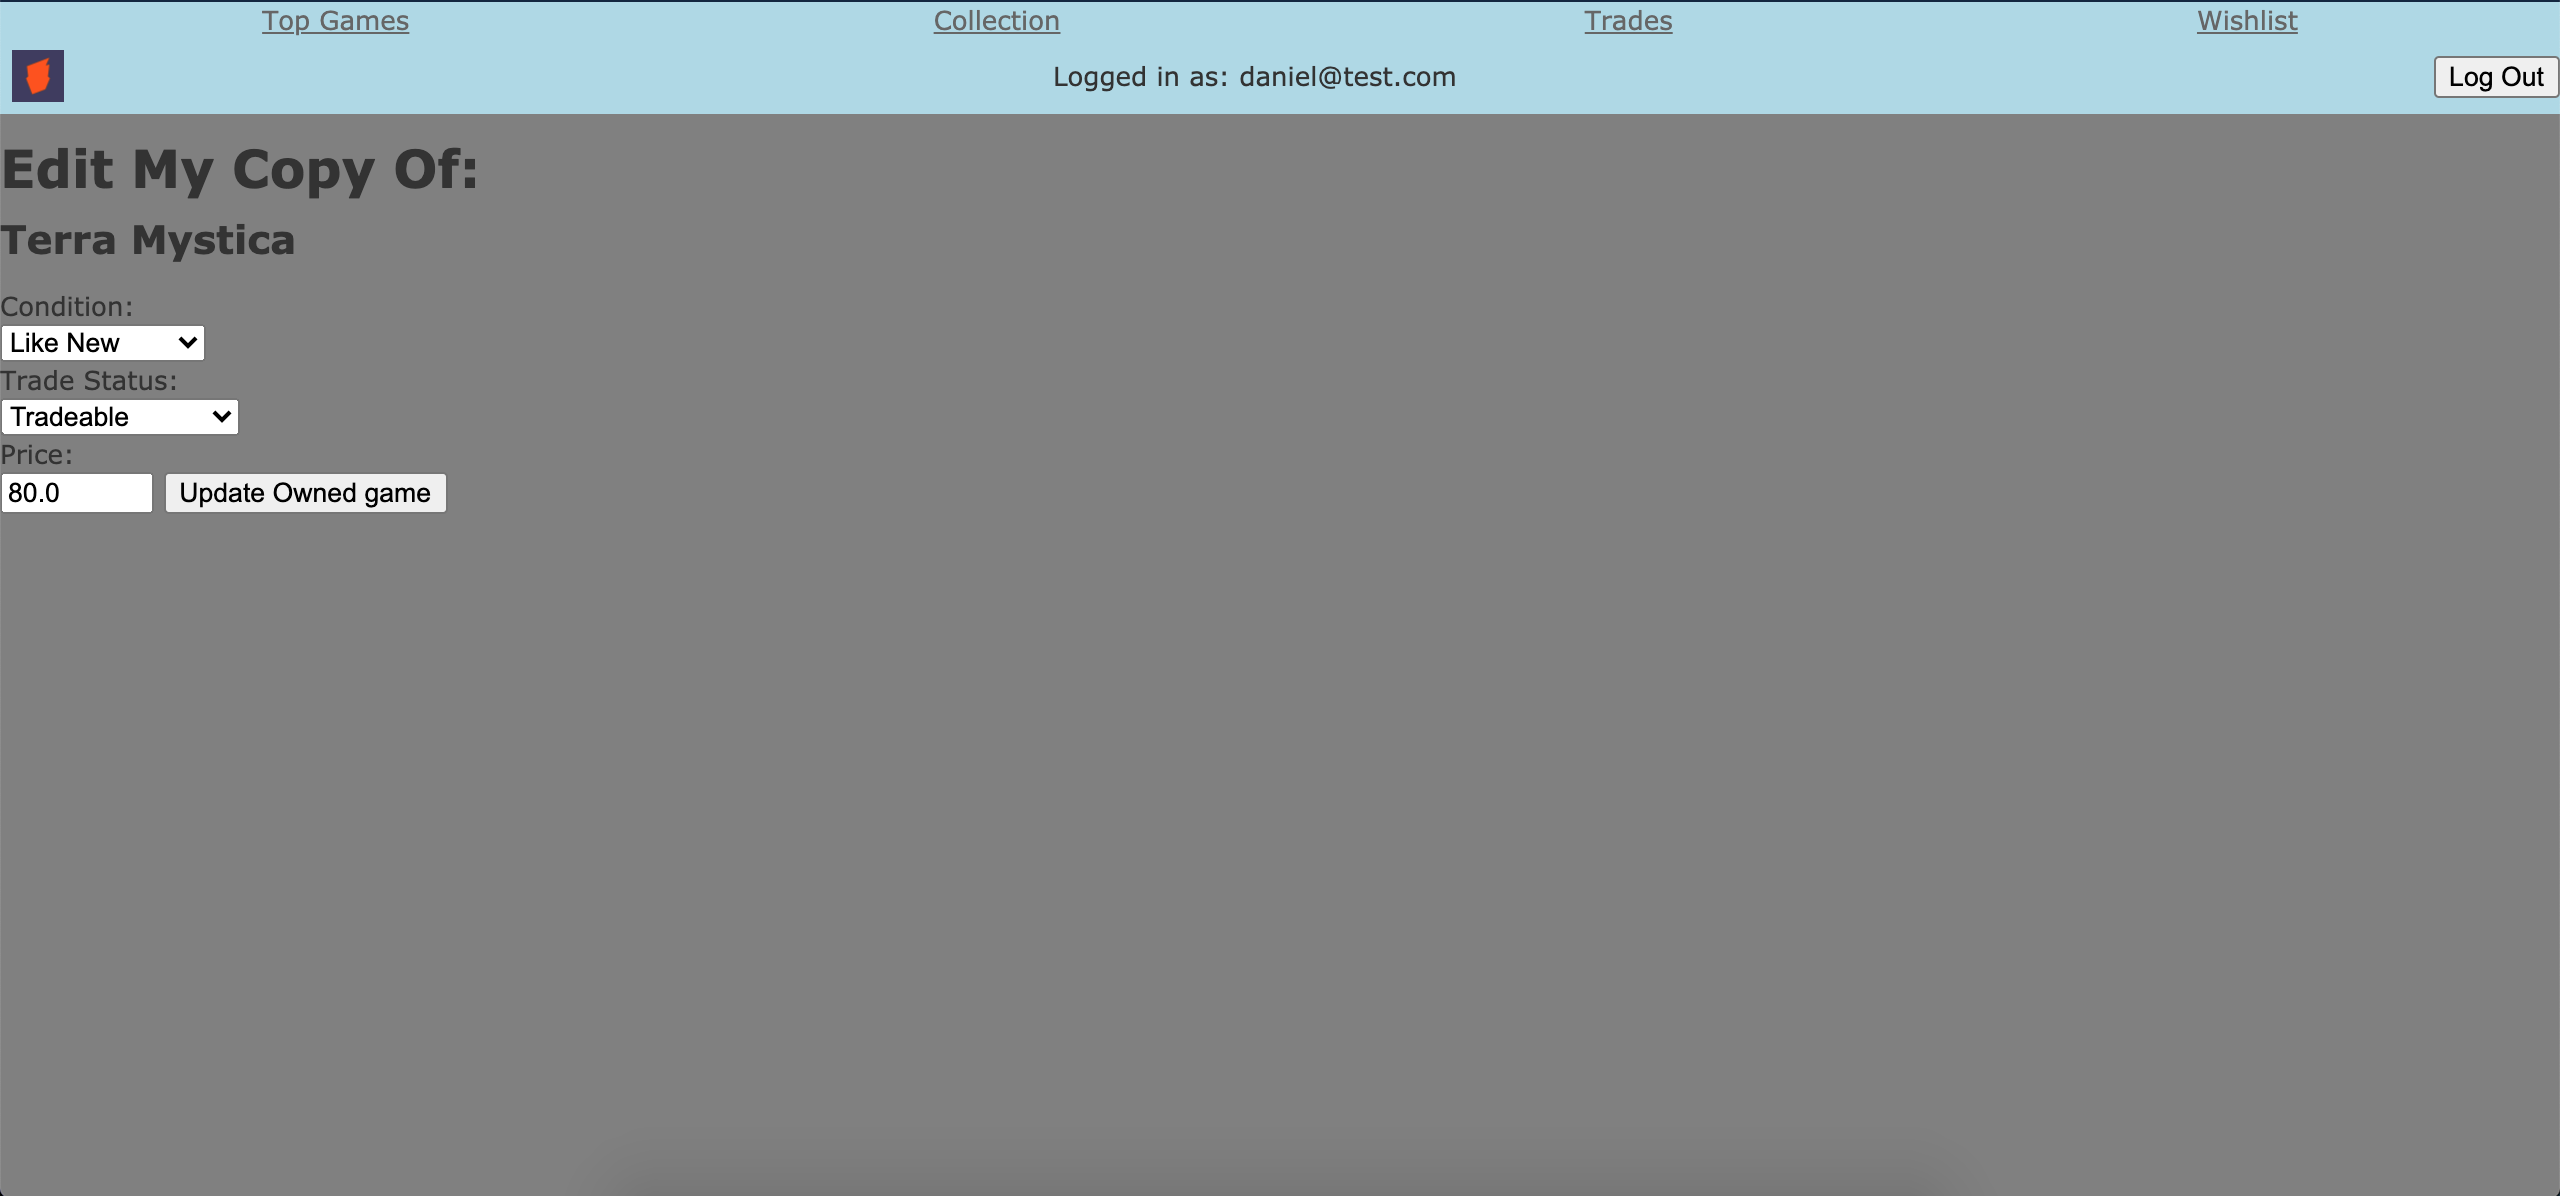 Top Games Collection Trades Wishlist
Logged in as: daniel@test.com Log Out
Edit My Copy Of:
Terra Mystica
Condition:
Like New
Trade Status:
Tradeable
Price:
80.0 Update Owned game